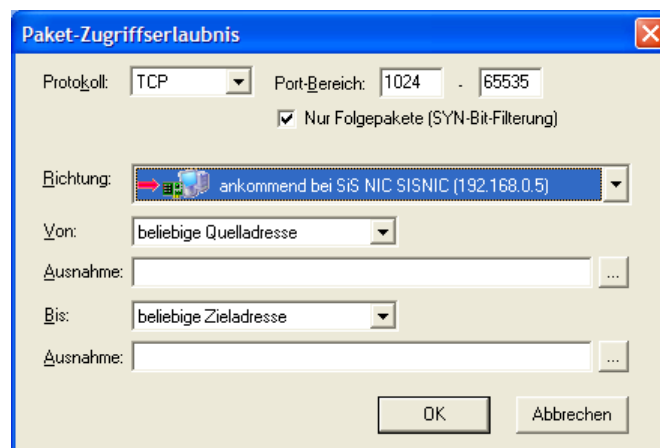 Paket-Zugriffserlaubnis
Protokoll: TCP Port-Bereich: 1024 - 65535
Nur Folgepakete (SYN-Bit-Filterung)
Richtung: ankommend bei SiS NIC SISNIC (192.168.0.5)
Von: beliebige Quelladresse
Ausnahme: ...
Bis: beliebige Zieladresse
Ausnahme: ...
OK Abbrechen